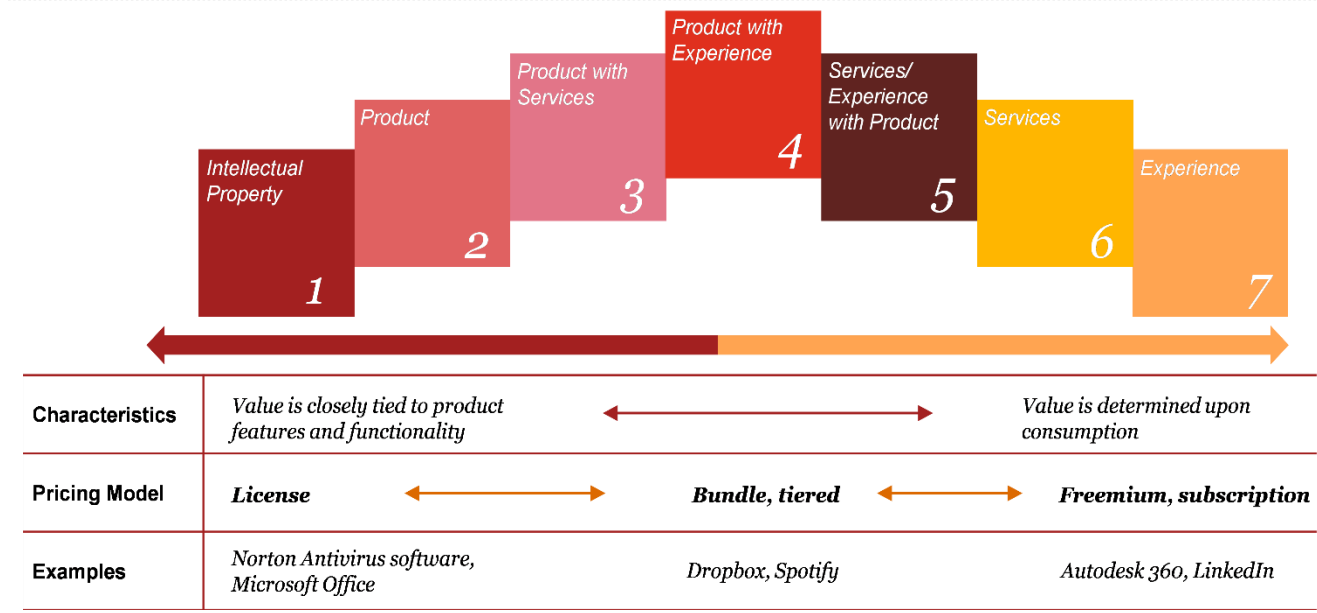 Intellectual
Property
1
Product
2
Product with
Services
3
Product with
Experience
4
Services/
Experience
with Product
5
Services
6
Experience
7
Characteristics
Value is closely tied to product
features and functionality
Value is determined upon
consumption
Pricing Model
License
Bundle, tiered
Freemium, subscription
Examples
Norton Antivirus software,
Microsoft Office
Dropbox, Spotify
Autodesk 360, LinkedIn